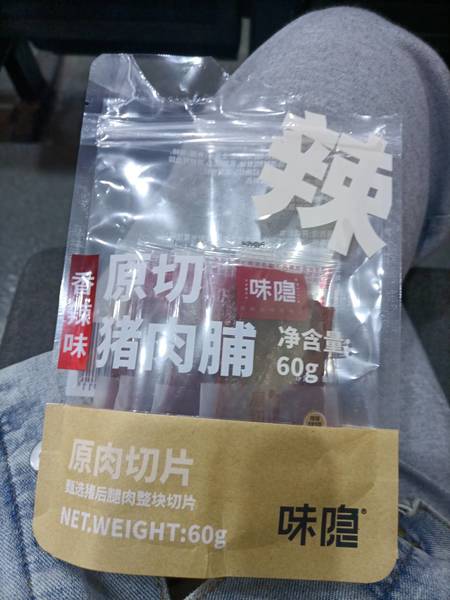 辣
香辣味
原切
猪肉脯
味隐
净含量
60g
原肉切片
甄选猪后腿肉整块切片
NET.WEIGHT:60g
味隐®